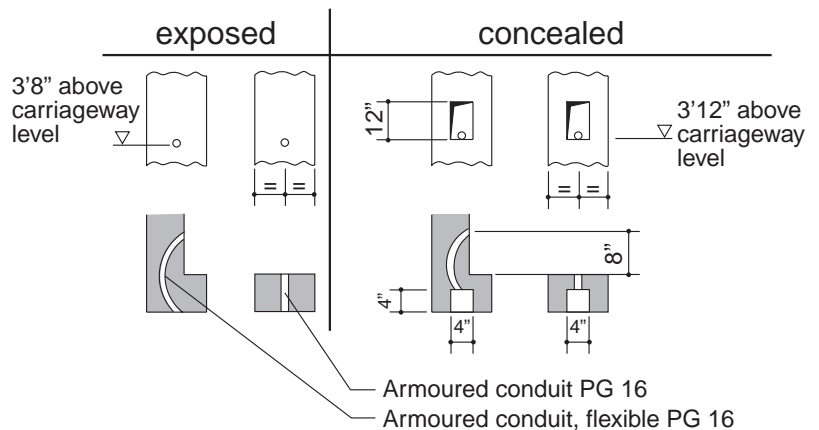 exposed
concealed
3’8” above
carriageway
level
12”
3’12” above
carriageway
level
= =
= =
8”
4”
4”
4”
Armoured conduit PG 16
Armoured conduit, flexible PG 16